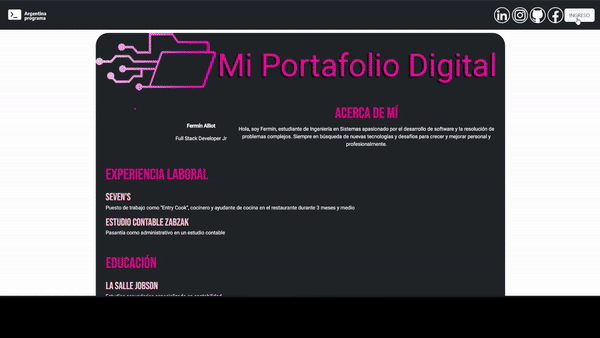 Argentina
programa
INGRESO
Mi Portafolio Digital
ACERCA DE MÍ
Fermín Alliot
Full Stack Developer Jr
Hola, soy Fermín, estudiante de Ingeniería en Sistemas apasionado por el desarrollo de software y la resolución
de problemas complejos. Siempre en búsqueda de nuevas tecnologías y desafíos para crecer y mejorar personal y
profesionalmente.
EXPERIENCIA LABORAL
SEVEN'S
Puesto de trabajo como "Entry Cook", cocinero y ayudante de cocina en el restaurante durante 3 meses y medio
ESTUDIO CONTABLE ZABZAK
Pasantía como administrativo en un estudio contable
EDUCACIÓN
LA SALLE JOBSON